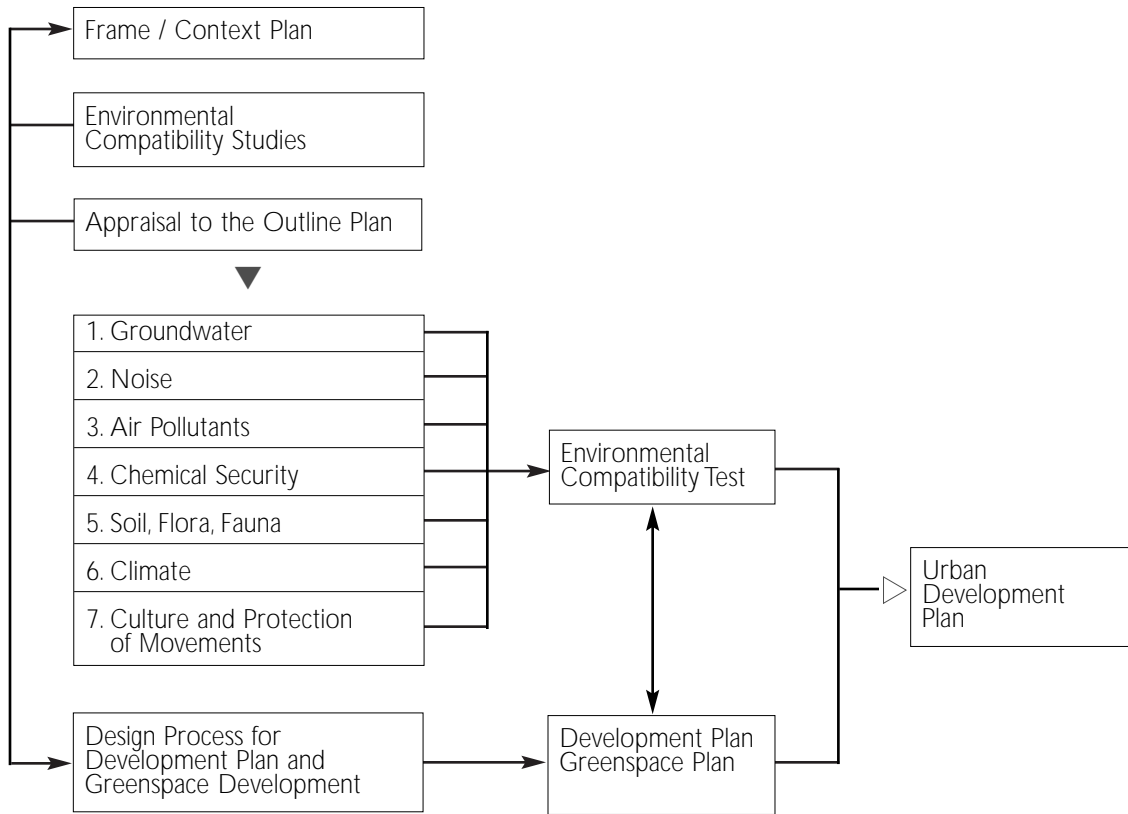 Frame / Context Plan
Environmental
Compatibility Studies
Appraisal to the Outline Plan
1. Groundwater
2. Noise
3. Air Pollutants
4. Chemical Security
5. Soil, Flora, Fauna
6. Climate
7. Culture and Protection
of Movements
Design Process for
Development Plan and
Greenspace Development
Environmental
Compatibility Test
Development Plan
Greenspace Plan
Urban
Development
Plan